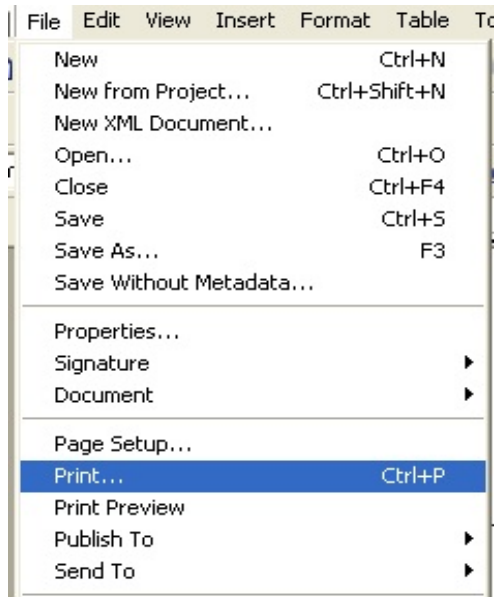 File Edit View Insert Format Table
New Ctrl+N
New from Project... Ctrl+Shift+N
New XML Document...
Open... Ctrl+O
Close Ctrl+F4
Save Ctrl+S
Save As... F3
Save Without Metadata...
Properties...
Signature
Document
Page Setup...
Print... Ctrl+P
Print Preview
Publish To
Send To